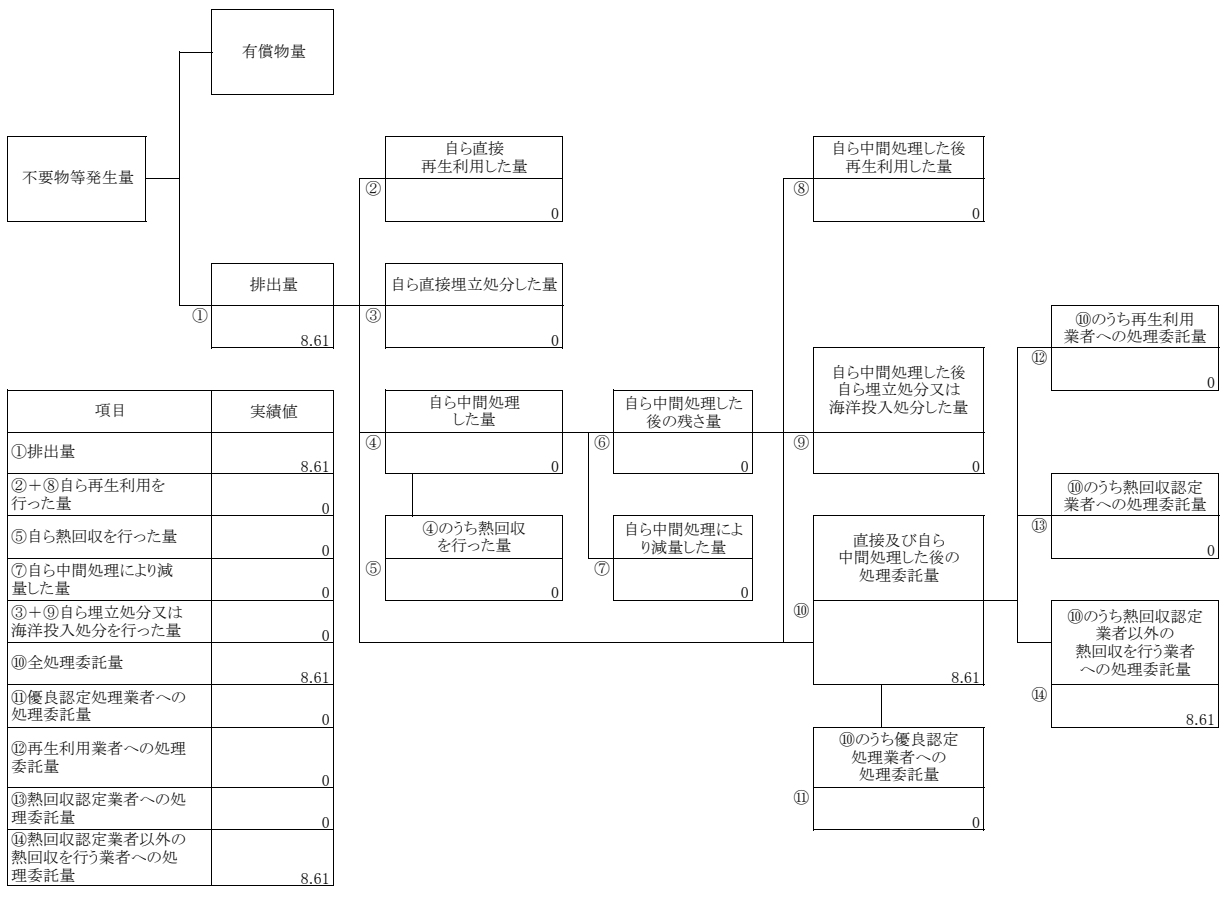 有償物量
不要物等発生量
自ら直接
再生利用した量
②
0
自ら中間処理した後
再生利用した量
⑧
0
排出量
①
8.61
自ら直接埋立処分した量
③
0
⑩のうち再生利用
業者への処理委託量
⑫
0
自ら中間処理
した量
④
0
自ら中間処理した
後の残さ量
⑥
0
自ら中間処理した後
自ら埋立処分又は
海洋投入処分した量
⑨
0
⑩のうち熱回収認定
業者への処理委託量
⑬
0
④のうち熱回収
を行った量
⑤
0
自ら中間処理によ
り減量した量
⑦
0
直接及び自ら
中間処理した後の
処理委託量
⑩
8.61
⑩のうち熱回収認定
業者以外の
熱回収を行う業者
への処理委託量
⑭
8.61
⑩のうち優良認定
処理業者への
処理委託量
⑪
0
項目 実績値
①排出量
8.61
②＋⑧自ら再生利用を
行った量
0
⑤自ら熱回収を行った量
0
⑦自ら中間処理により減
量した量
0
③＋⑨自ら埋立処分又は
海洋投入処分を行った量
0
⑩全処理委託量
8.61
⑪優良認定処理業者への
処理委託量
0
⑫再生利用業者への処理
委託量
0
⑬熱回収認定業者への処
理委託量
0
⑭熱回収認定業者以外の
熱回収を行う業者への処
理委託量
8.61